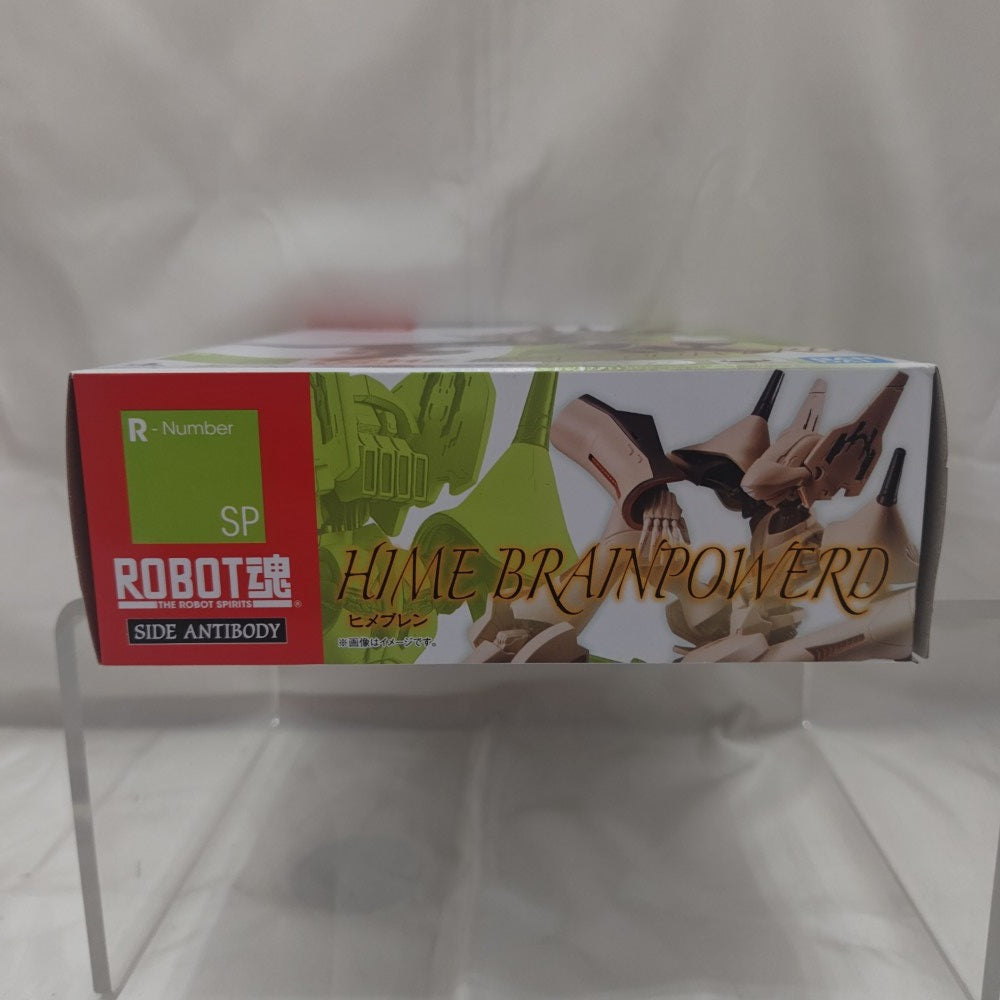 R - Number
SP
ROBOT魂
THE ROBOT SPIRITS
®
SIDE ANTIBODY
HIME BRAINPOWERD
ヒメブレン
※画像はイメージです。